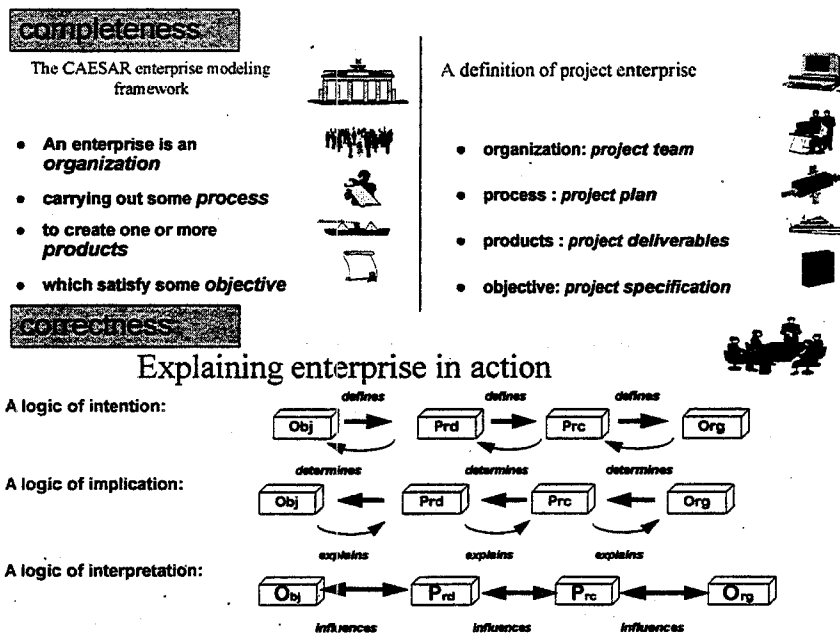 completeness
The CAESAR enterprise modeling
framework
• An enterprise is an
organization
• carrying out some process
• to create one or more
products
• which satisfy some objective
A definition of project enterprise
• organization: project team
• process : project plan
• products : project deliverables
• objective: project specification
correctness
Explaining enterprise in action
A logic of intention:
defines defines defines
Obj Prd Prc Org
determines determines determines
A logic of implication:
Obj Prd Prc Org
explains explains explains
A logic of interpretation:
Obj Prd Prc Org
influences influences influences